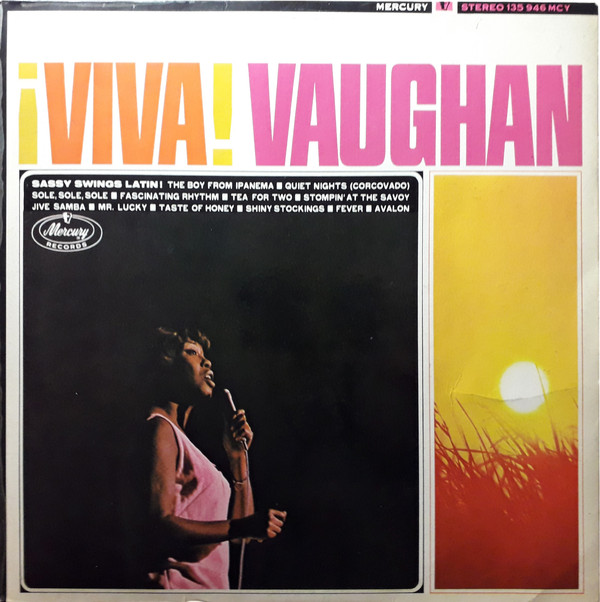 MERCURY STEREO 135 946 MCY
¡VIVA! VAUGHAN
SASSY SWINGS LATIN! THE BOY FROM IPANEMA ■ QUIET NIGHTS (CORCOVADO)
SOLE, SOLE, SOLE ■ FASCINATING RHYTHM ■ TEA FOR TWO ■ STOMPIN' AT THE SAVOY
JIVE SAMBA ■ MR. LUCKY ■ TASTE OF HONEY ■ SHINY STOCKINGS ■ FEVER ■ AVALON
Mercury
RECORDS